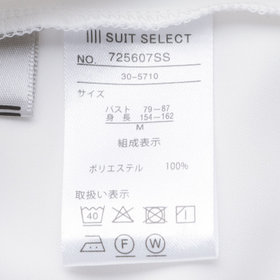 SUIT SELECT
NO. 725607SS
30-5710
サイズ
バスト 79-87
身 長 154-162
M
組成表示
ポリエステル 100%
取扱い表示
40
F W